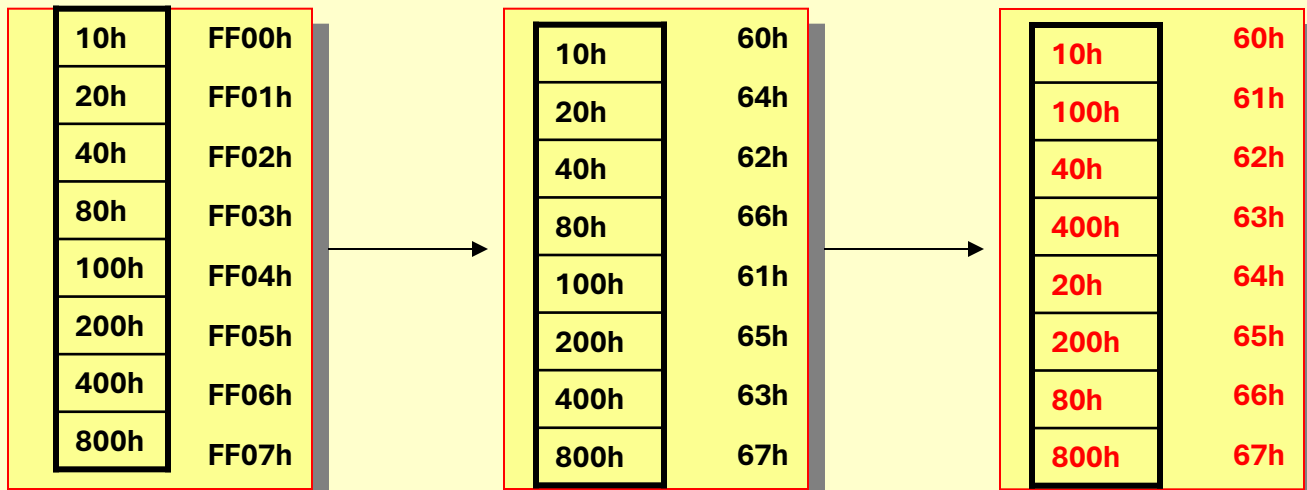 10h FF00h
20h FF01h
40h FF02h
80h FF03h
100h FF04h
200h FF05h
400h FF06h
800h FF07h
10h 60h
20h 64h
40h 62h
80h 66h
100h 61h
200h 65h
400h 63h
800h 67h
10h 60h
100h 61h
40h 62h
400h 63h
20h 64h
200h 65h
80h 66h
800h 67h